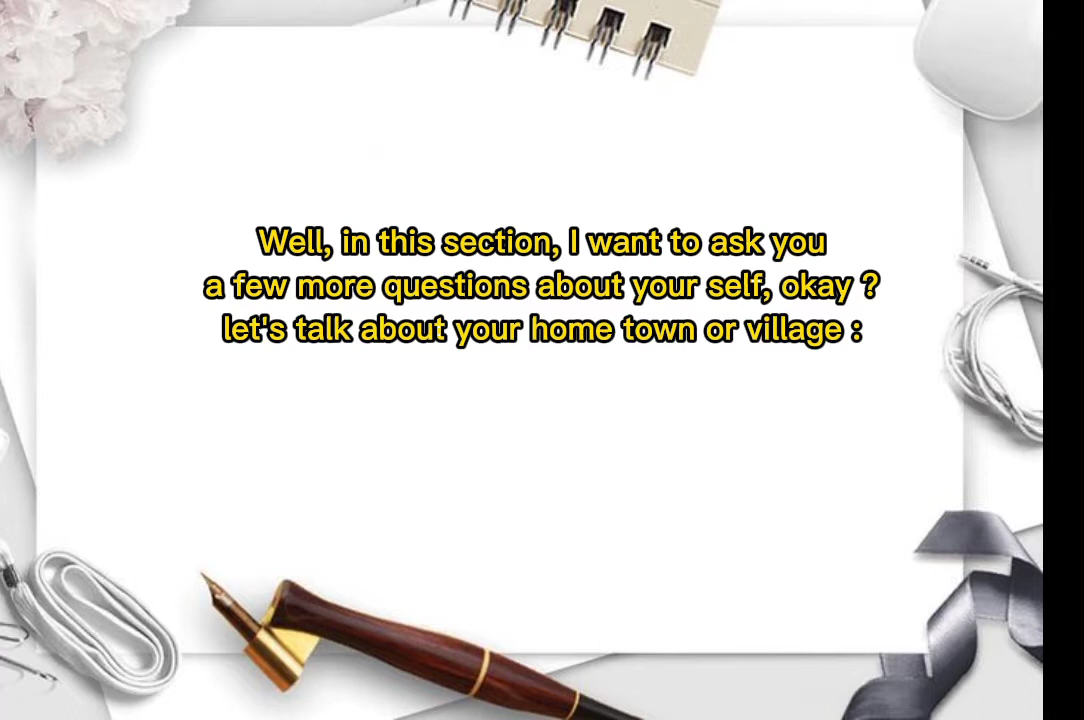 Well, in this section, I want to ask you
a few more questions about your self, okay ?
let's talk about your home town or village :